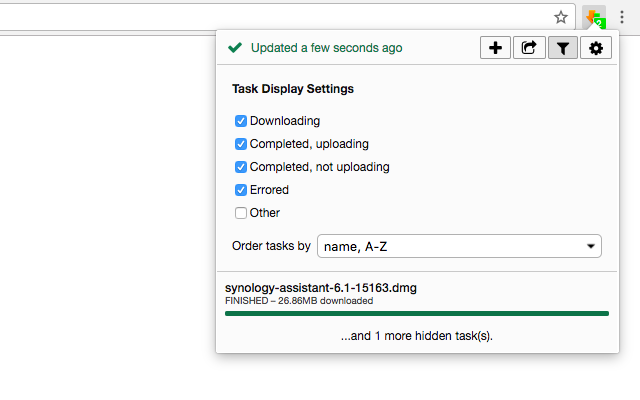 2
Updated a few seconds ago
Task Display Settings
Downloading
Completed, uploading
Completed, not uploading
Errored
Other
Order tasks by name, A-Z
synology-assistant-6.1-15163.dmg
FINISHED – 26.86MB downloaded
...and 1 more hidden task(s).